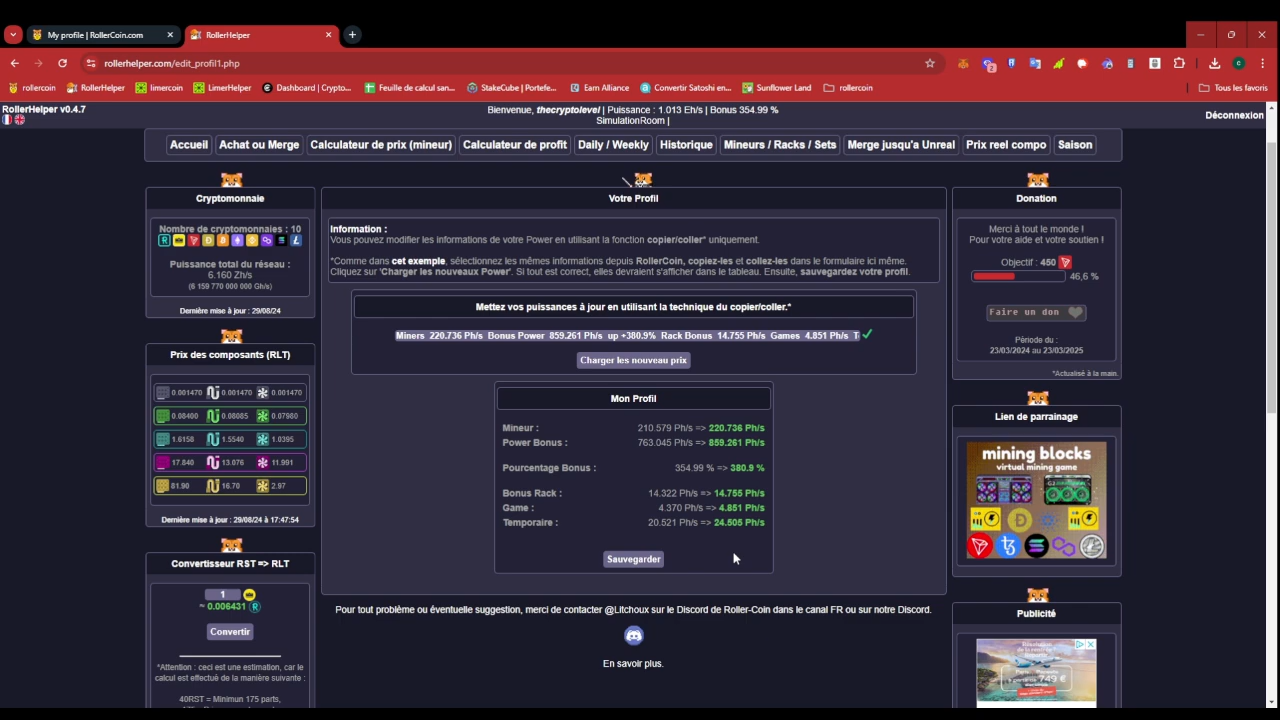 My profile | RollerCoin.com
RollerHelper
rollerhelper.com/edit_profil1.php
rollercoin
RollerHelper
limercoin
LimerHelper
Dashboard | Crypto...
Feuille de calcul san...
StakeCube | Portefe...
Earn Alliance
Convertir Satoshi en...
Sunflower Land
rollercoin
Tous les favoris
RollerHelper v0.4.7
Bienvenue, thecryptolevel | Puissance : 1.013 Eh/s | Bonus 354.99 %
SimulationRoom |
Déconnexion
Accueil
Achat ou Merge
Calculateur de prix (mineur)
Calculateur de profit
Daily / Weekly
Historique
Mineurs / Racks / Sets
Merge jusqu'a Unreal
Prix reel compo
Saison
Cryptomonnaie
Nombre de cryptomonnaies : 10
Puissance total du réseau :
6.160 Zh/s
(6 159 770 000 000 Gh/s)
Dernière mise à jour : 29/08/24
Prix des composants (RLT)
0.001470 0.001470 0.001470
0.08400 0.08085 0.07980
1.6158 1.5540 1.0395
17.840 13.076 11.991
81.90 16.70 2.97
Dernière mise à jour : 29/08/24 à 17:47:54
Convertisseur RST => RLT
1
≈ 0.006431
Convertir
*Attention : ceci est une estimation, car le
calcul est effectué de la manière suivante :
40RST = Minimun 175 parts,
Votre Profil
Information :
Vous pouvez modifier les informations de votre Power en utilisant la fonction copier/coller* uniquement.
*Comme dans cet exemple, sélectionnez les mêmes informations depuis RollerCoin, copiez-les et collez-les dans le formulaire ici même.
Cliquez sur 'Charger les nouveaux Power'. Si tout est correct, elles devraient s'afficher dans le tableau. Ensuite, sauvegardez votre profil.
Mettez vos puissances à jour en utilisant la technique du copier/coller.*
Miners 220.736 Ph/s Bonus Power 859.261 Ph/s up +380.9% Rack Bonus 14.755 Ph/s Games 4.851 Ph/s T
Charger les nouveau prix
Mon Profil
Mineur : 210.579 Ph/s => 220.736 Ph/s
Power Bonus : 763.045 Ph/s => 859.261 Ph/s
Pourcentage Bonus : 354.99 % => 380.9 %
Bonus Rack : 14.322 Ph/s => 14.755 Ph/s
Game : 4.370 Ph/s => 4.851 Ph/s
Temporaire : 20.521 Ph/s => 24.505 Ph/s
Sauvegarder
Pour tout problème ou éventuelle suggestion, merci de contacter @Litchoux sur le Discord de Roller-Coin dans le canal FR ou sur notre Discord.
En savoir plus.
Donation
Merci à tout le monde !
Pour votre aide et votre soutien !
Objectif : 450
46,6 %
Faire un don
Période du :
23/03/2024 au 23/03/2025
*Actualisé à la main.
Lien de parrainage
mining blocks
virtual mining game
Publicité
749 €